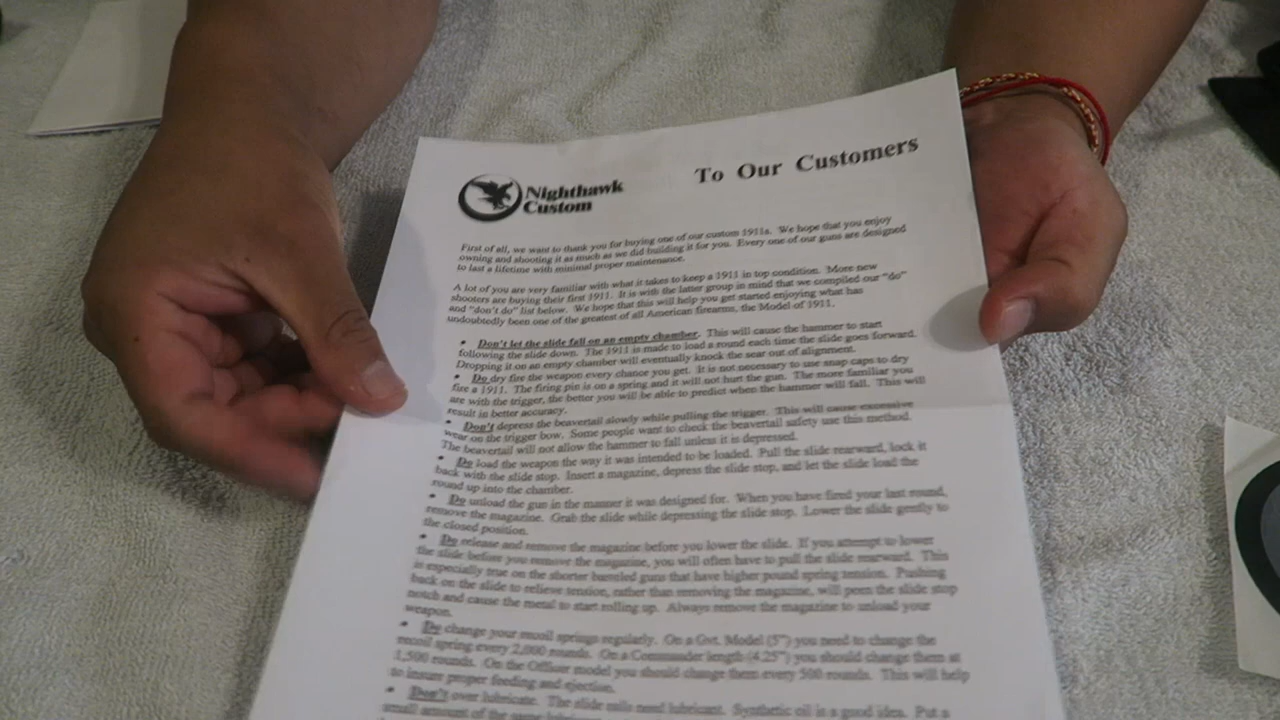 Nighthawk
Custom
To Our Customers
First of all, we want to thank you for buying one of our custom 1911s. We hope that you enjoy
owning and shooting it as much as we did building it for you. Every one of our guns are designed
to last a lifetime with minimal proper maintenance.
A lot of you are very familiar with what it takes to keep a 1911 in top condition. More new
shooters are buying their first 1911. It is with the latter group in mind that we compiled our "do"
and "don't do" list below. We hope that this will help you get started enjoying what has
undoubtedly been one of the greatest of all American firearms, the Model of 1911.
• Don't let the slide fall on an empty chamber. This will cause the hammer to start
following the slide down. The 1911 is made to load a round each time the slide goes forward.
Dropping it on an empty chamber will eventually knock the sear out of alignment.
• Do dry fire the weapon every chance you get. It is not necessary to use snap caps to dry
fire a 1911. The firing pin is on a spring and it will not hurt the gun. The more familiar you
are with the trigger, the better you will be able to predict when the hammer will fall. This will
result in better accuracy.
• Don't depress the beavertail slowly while pulling the trigger. This will cause excessive
wear on the trigger bow. Some people want to check the beavertail safety use this method.
The beavertail will not allow the hammer to fall unless it is depressed.
• Do load the weapon the way it was intended to be loaded. Pull the slide rearward, lock it
back with the slide stop. Insert a magazine, depress the slide stop, and let the slide load the
round up into the chamber.
• Do unload the gun in the manner it was designed for. When you have fired your last round,
remove the magazine. Grab the slide while depressing the slide stop. Lower the slide gently to
the closed position.
• Do release and remove the magazine before you lower the slide. If you attempt to lower
the slide before you remove the magazine, you will often have to pull the slide rearward. This
is especially true on the shorter barreled guns that have higher pound spring tension. Pushing
back on the slide to relieve tension, rather than removing the magazine, will peen the slide stop
notch and cause the metal to start rolling up. Always remove the magazine to unload your
weapon.
• Do change your recoil springs regularly. On a Gvt. Model (5") you need to change the
recoil spring every 2,000 rounds. On a Commander length (4.25") you should change them at
1,500 rounds. On the Officer model you should change them every 500 rounds. This will help
to insure proper feeding and ejection.
• Don't over lubricate. The slide rails need lubricant. Synthetic oil is a good idea. Put a
small amount of the same